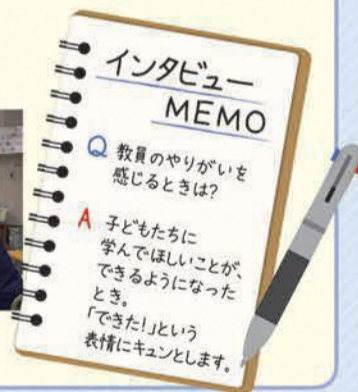 インタビュー
MEMO
Q 教員のやりがいを
感じるときは?
A 子どもたちに
学んでほしいことが、
できるようになった
とき。
「できた!」という
表情にキュンとします。